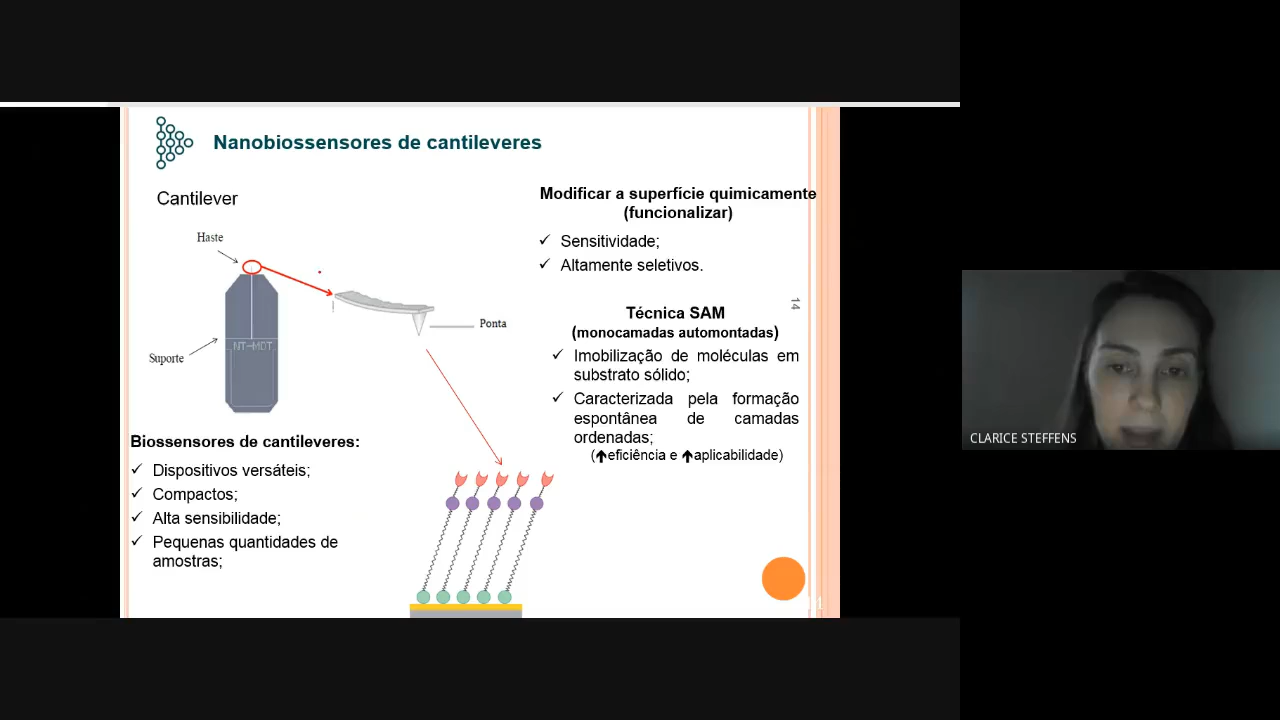 Nanobiossensores de cantileveres
Cantilever
Haste
Suporte
NT-MDT
Ponta
Biossensores de cantileveres:
✓ Dispositivos versáteis;
✓ Compactos;
✓ Alta sensibilidade;
✓ Pequenas quantidades de
amostras;
Modificar a superfície quimicamente
(funcionalizar)
✓ Sensitividade;
✓ Altamente seletivos.
14
Técnica SAM
(monocamadas automontadas)
✓ Imobilização de moléculas em
substrato sólido;
✓ Caracterizada pela formação
espontânea de camadas
ordenadas;
(↑eficiência e ↑aplicabilidade)
CLARICE STEFFENS